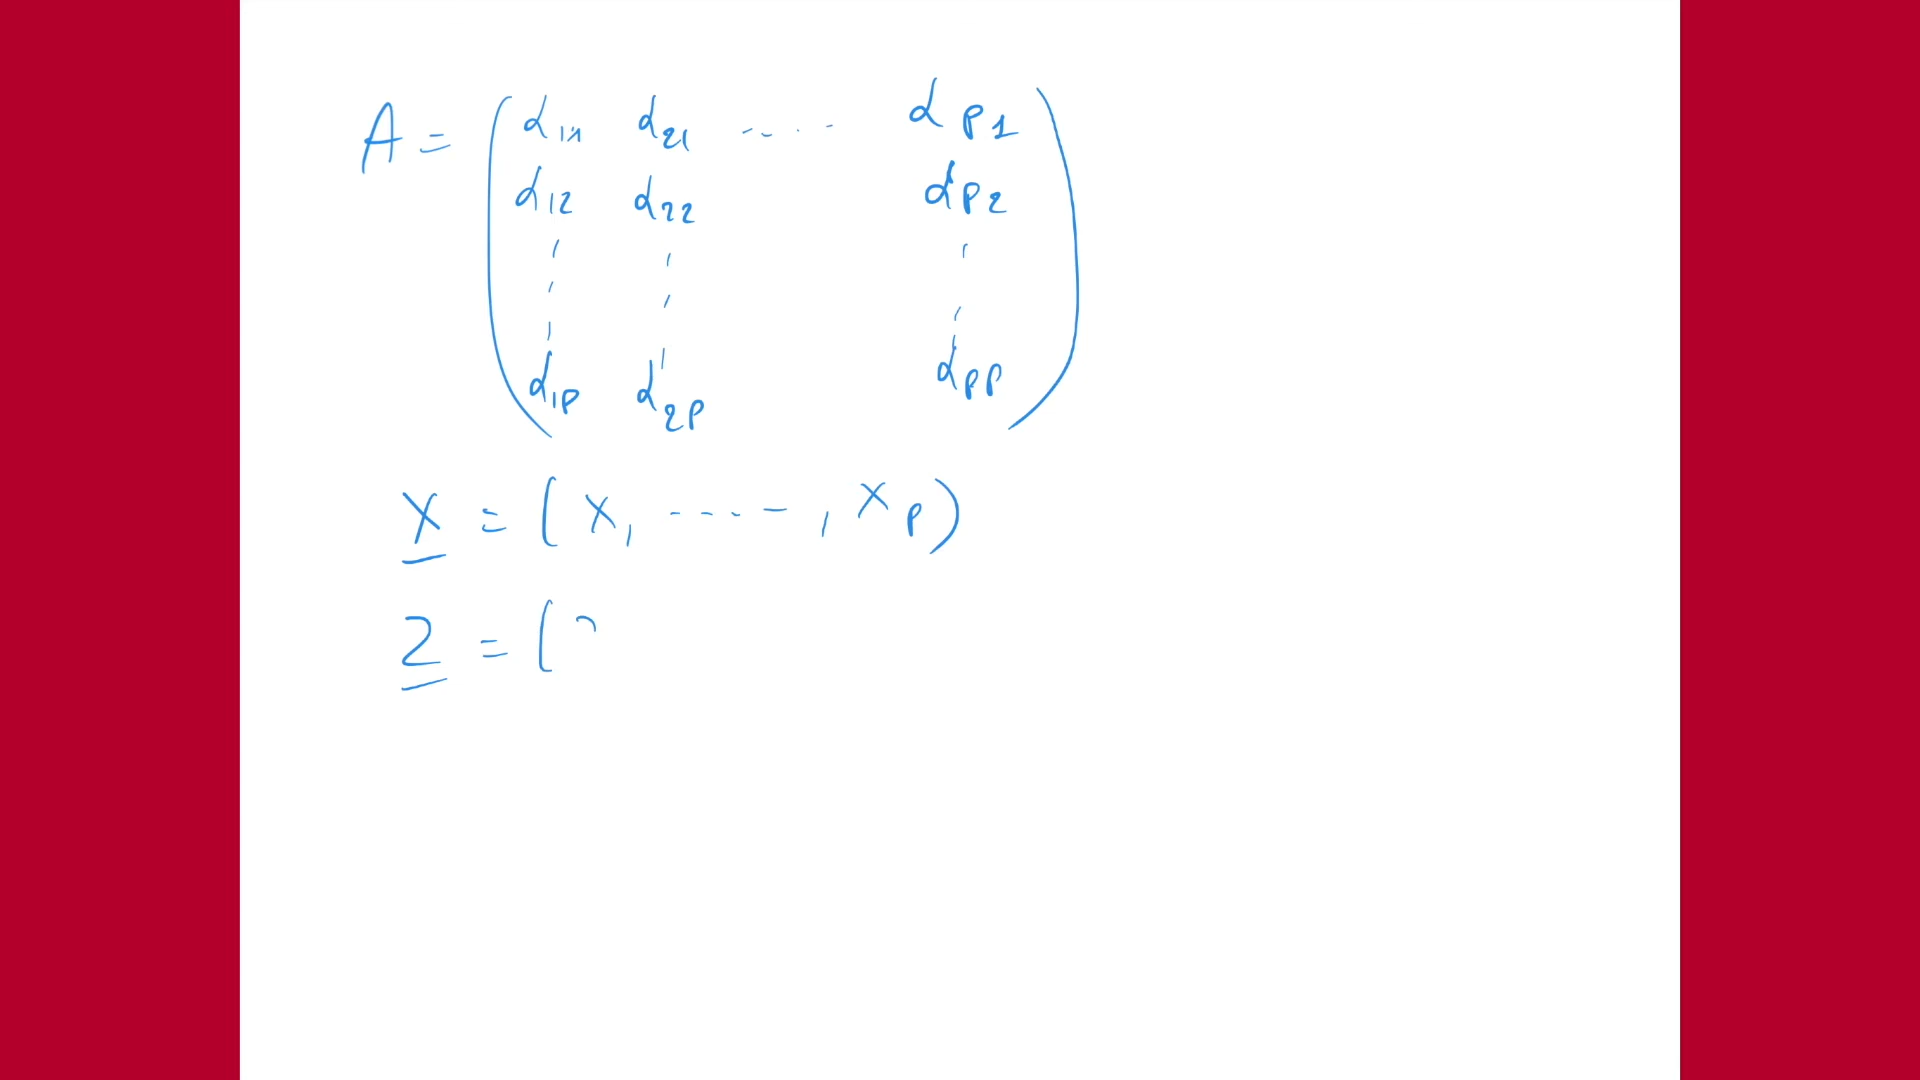 A = ( α11 α21 ---- αp1
α12 α22 αp2
⋮ ⋮ ⋮
α1p α2p αpp )
X = ( x1 ---- , xp )
Z = (